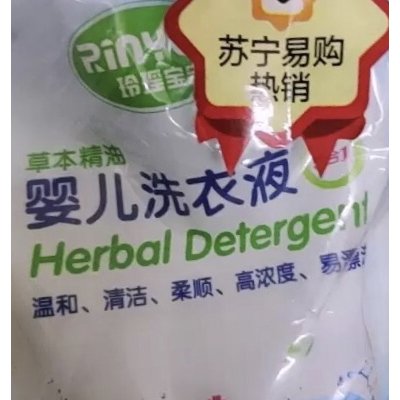 苏宁易购
热销
草本精油
婴儿洗衣液
Herbal Detergent
温和、清洁、柔顺、高浓度、易漂